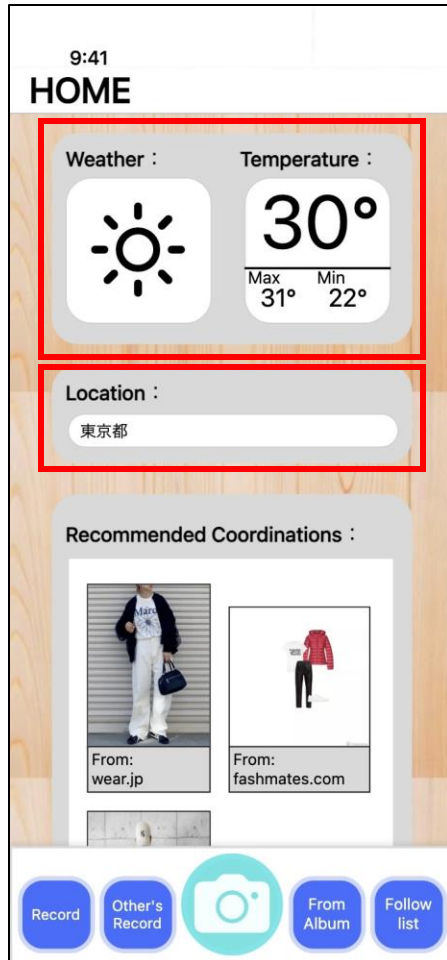 9:41
HOME
Weather：
Temperature：
30°
Max
Min
31°
22°
Location：
東京都
Recommended Coordinations：
From:
wear.jp
From:
fashmates.com
Record
Other's
Record
From
Album
Follow
list